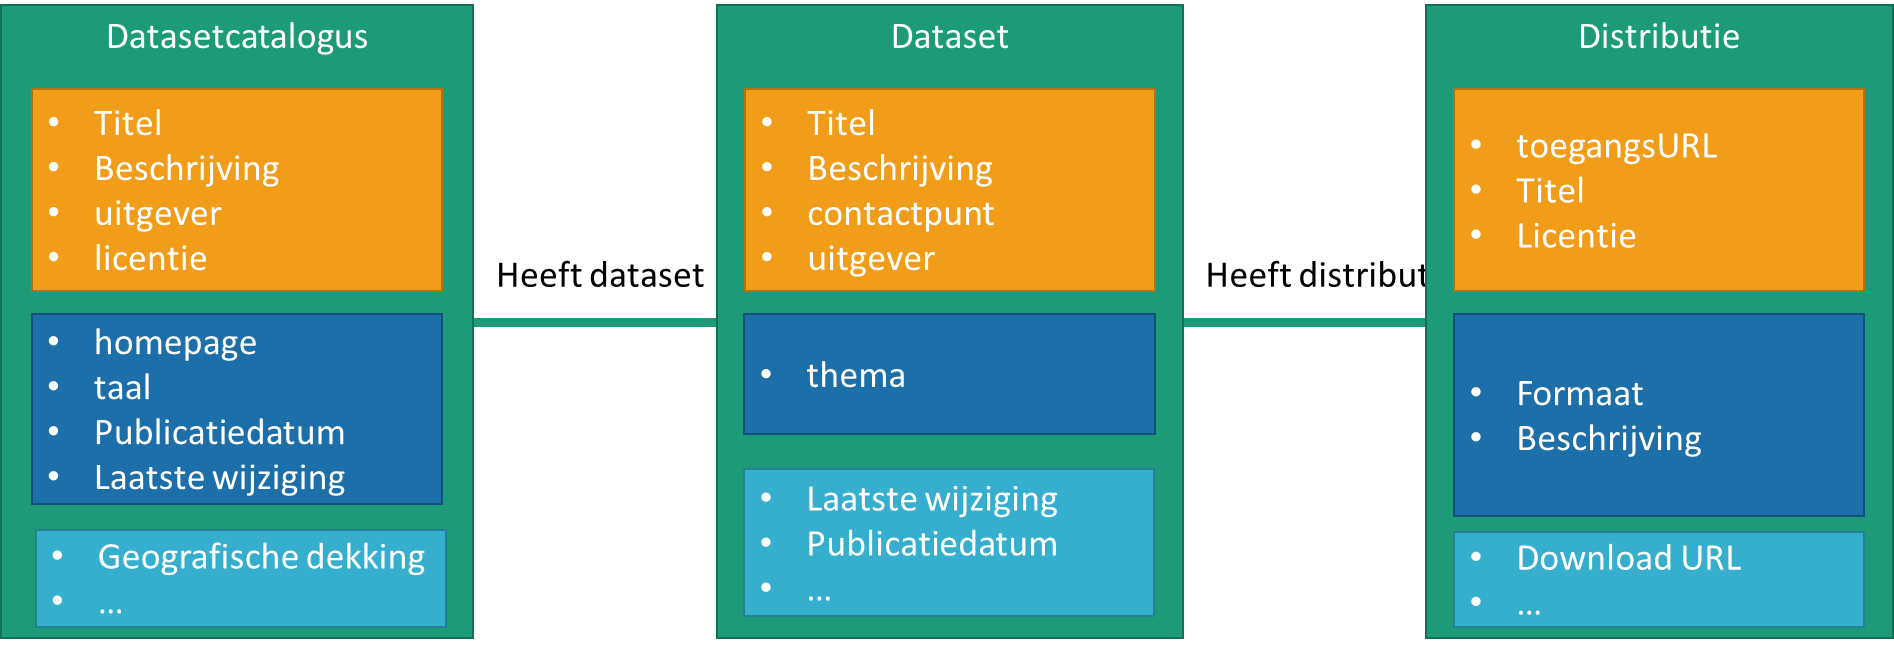 Datasetcatalogus
• Titel
• Beschrijving
• uitgever
• licentie
• homepage
• taal
• Publicatiedatum
• Laatste wijziging
• Geografische dekking
• ...
Heeft dataset
Dataset
• Titel
• Beschrijving
• contactpunt
• uitgever
• thema
• Laatste wijziging
• Publicatiedatum
• ...
Heeft distribut
Distributie
• toegangsURL
• Titel
• Licentie
• Formaat
• Beschrijving
• Download URL
• ...